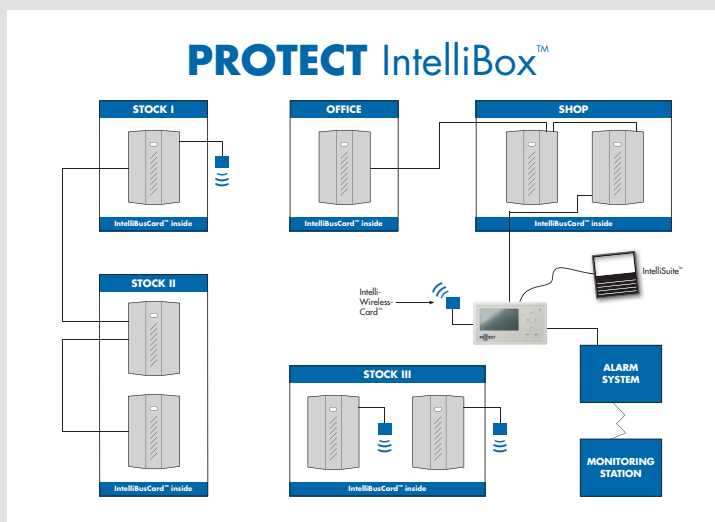 PROTECT IntelliBox™
STOCK I
IntelliBusCard™ inside
OFFICE
IntelliBusCard™ inside
SHOP
IntelliBusCard™ inside
STOCK II
IntelliBusCard™ inside
Intelli-
Wireless-
Card™
IntelliSuite™
PROTECT
STOCK III
IntelliBusCard™ inside
ALARM
SYSTEM
MONITORING
STATION